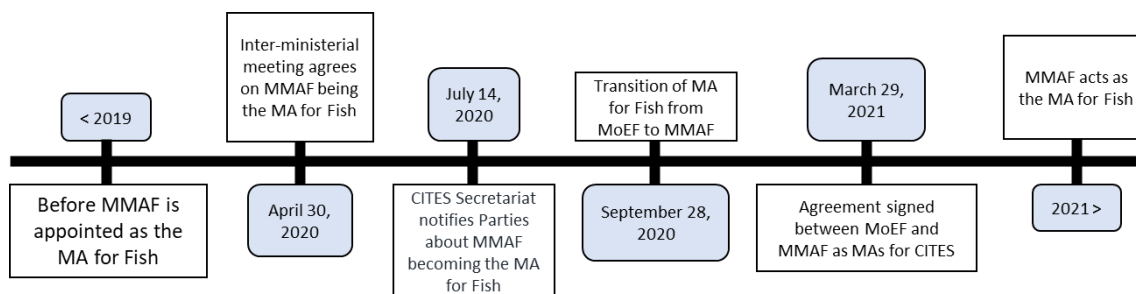 < 2019
Before MMAF is
appointed as the
MA for Fish
Inter-ministerial
meeting agrees
on MMAF being
the MA for Fish
April 30,
2020
July 14,
2020
CITES Secretariat
notifies Parties
about MMAF
becoming the MA
for Fish
Transition of MA
for Fish from
MoEF to MMAF
September 28,
2020
March 29,
2021
Agreement signed
between MoEF and
MMAF as MAs for CITES
MMAF acts as
the MA for Fish
2021 >